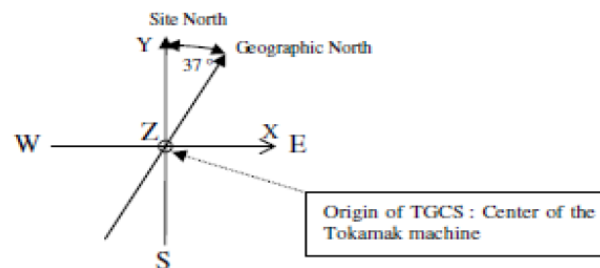 Site North
Y
Geographic North
37 °
Z
X
W
E
Origin of TGCS : Center of the
Tokamak machine
S